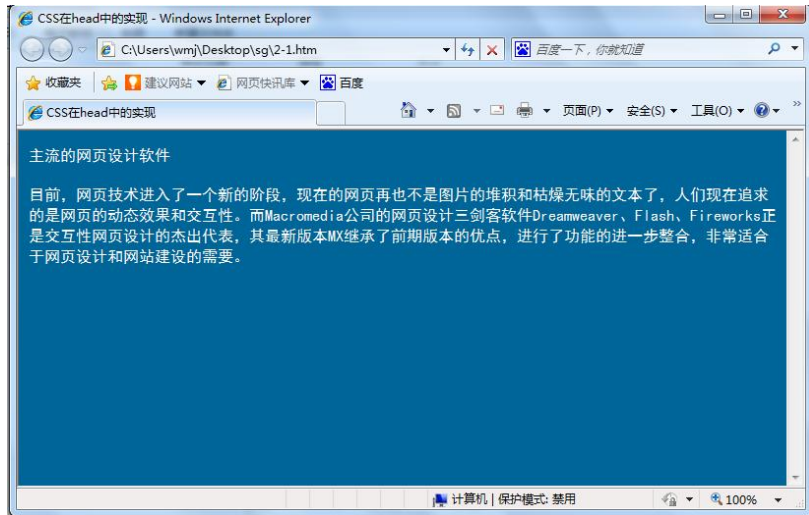 CSS在head中的实现 - Windows Internet Explorer
C:\Users\wmj\Desktop\sg\2-1.htm 百度一下，你就知道
收藏夹 建议网站 网页快讯库 百度
CSS在head中的实现 页面(P) 安全(S) 工具(O) »
主流的网页设计软件
目前，网页技术进入了一个新的阶段，现在的网页再也不是图片的堆积和枯燥无味的文本了，人们现在追求
的是网页的动态效果和交互性。而Macromedia公司的网页设计三剑客软件Dreamweaver、Flash、Fireworks正
是交互性网页设计的杰出代表，其最新版本MX继承了前期版本的优点，进行了功能的进一步整合，非常适合
于网页设计和网站建设的需要。
计算机 | 保护模式: 禁用 100%